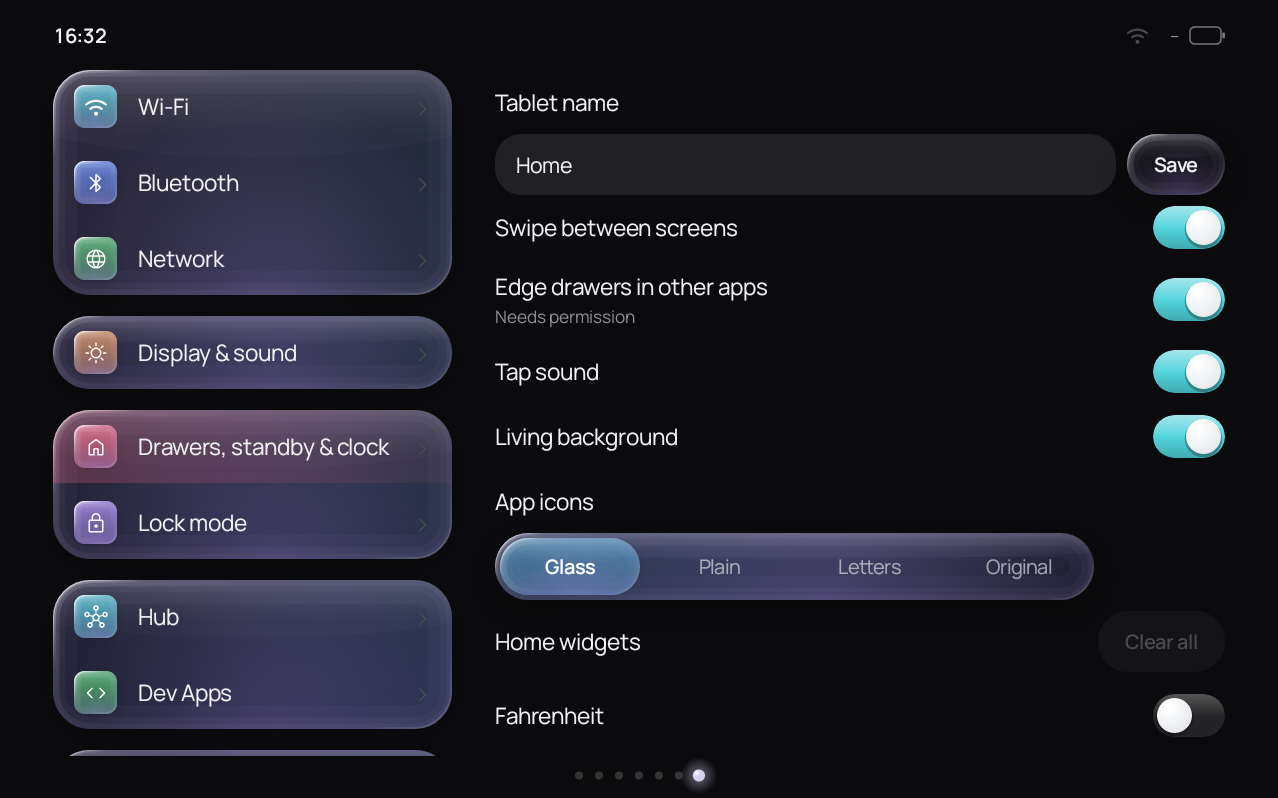 16:32
–
Wi-Fi
Bluetooth
Network
Display & sound
Drawers, standby & clock
Lock mode
Hub
Dev Apps
Tablet name
Home
Save
Swipe between screens
Edge drawers in other apps
Needs permission
Tap sound
Living background
App icons
Glass Plain Letters Original
Home widgets
Clear all
Fahrenheit